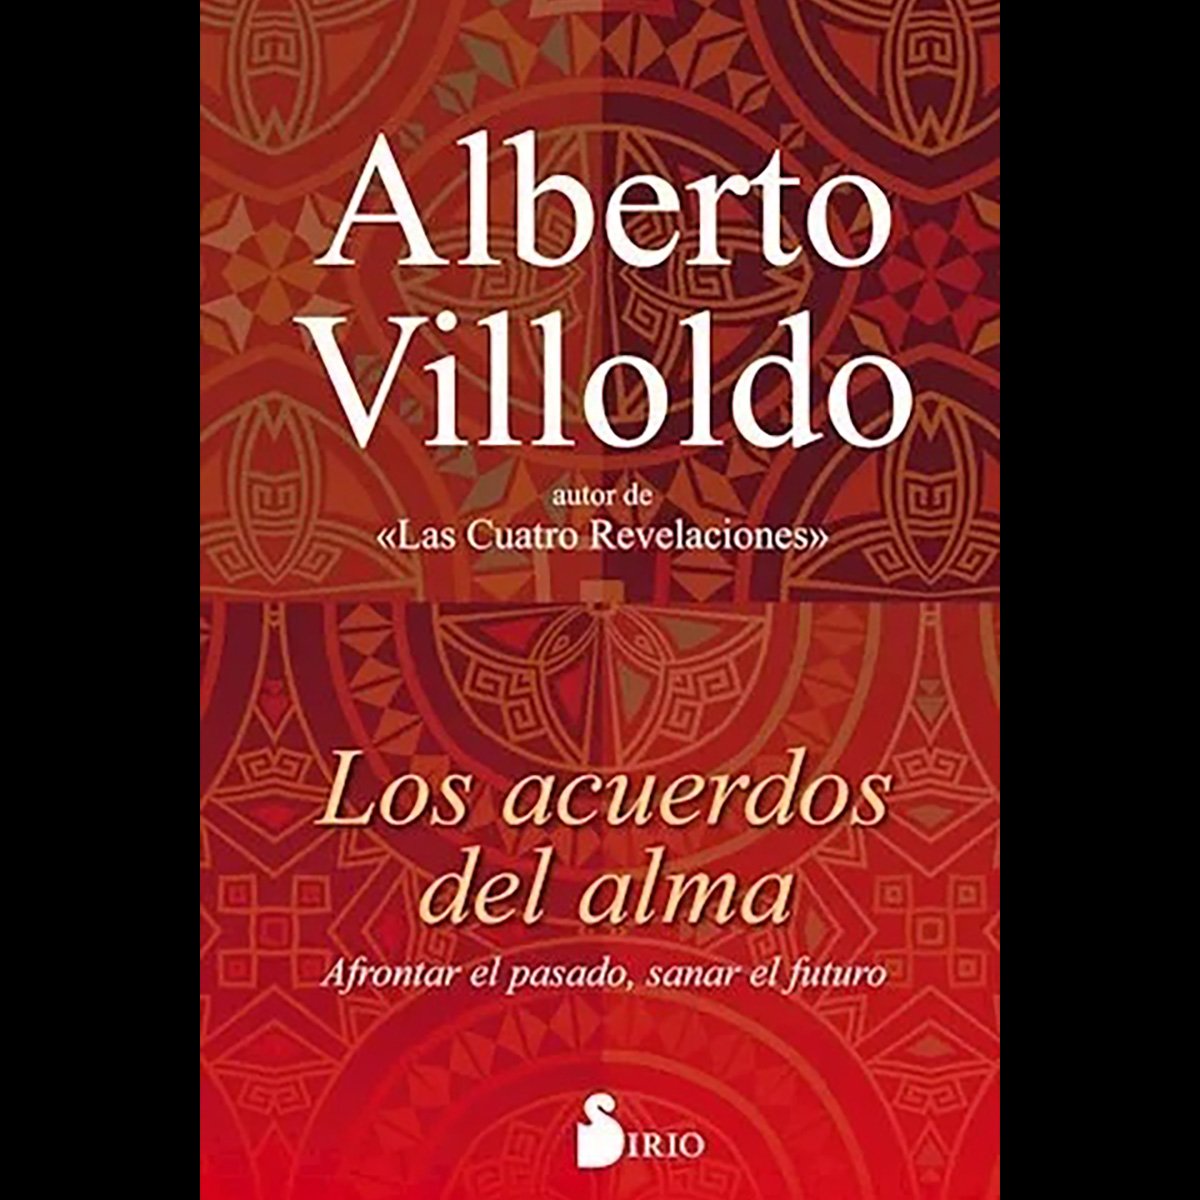 Alberto
Villoldo
autor de
«Las Cuatro Revelaciones»
Los acuerdos
del alma
Afrontar el pasado, sanar el futuro
SIRIO